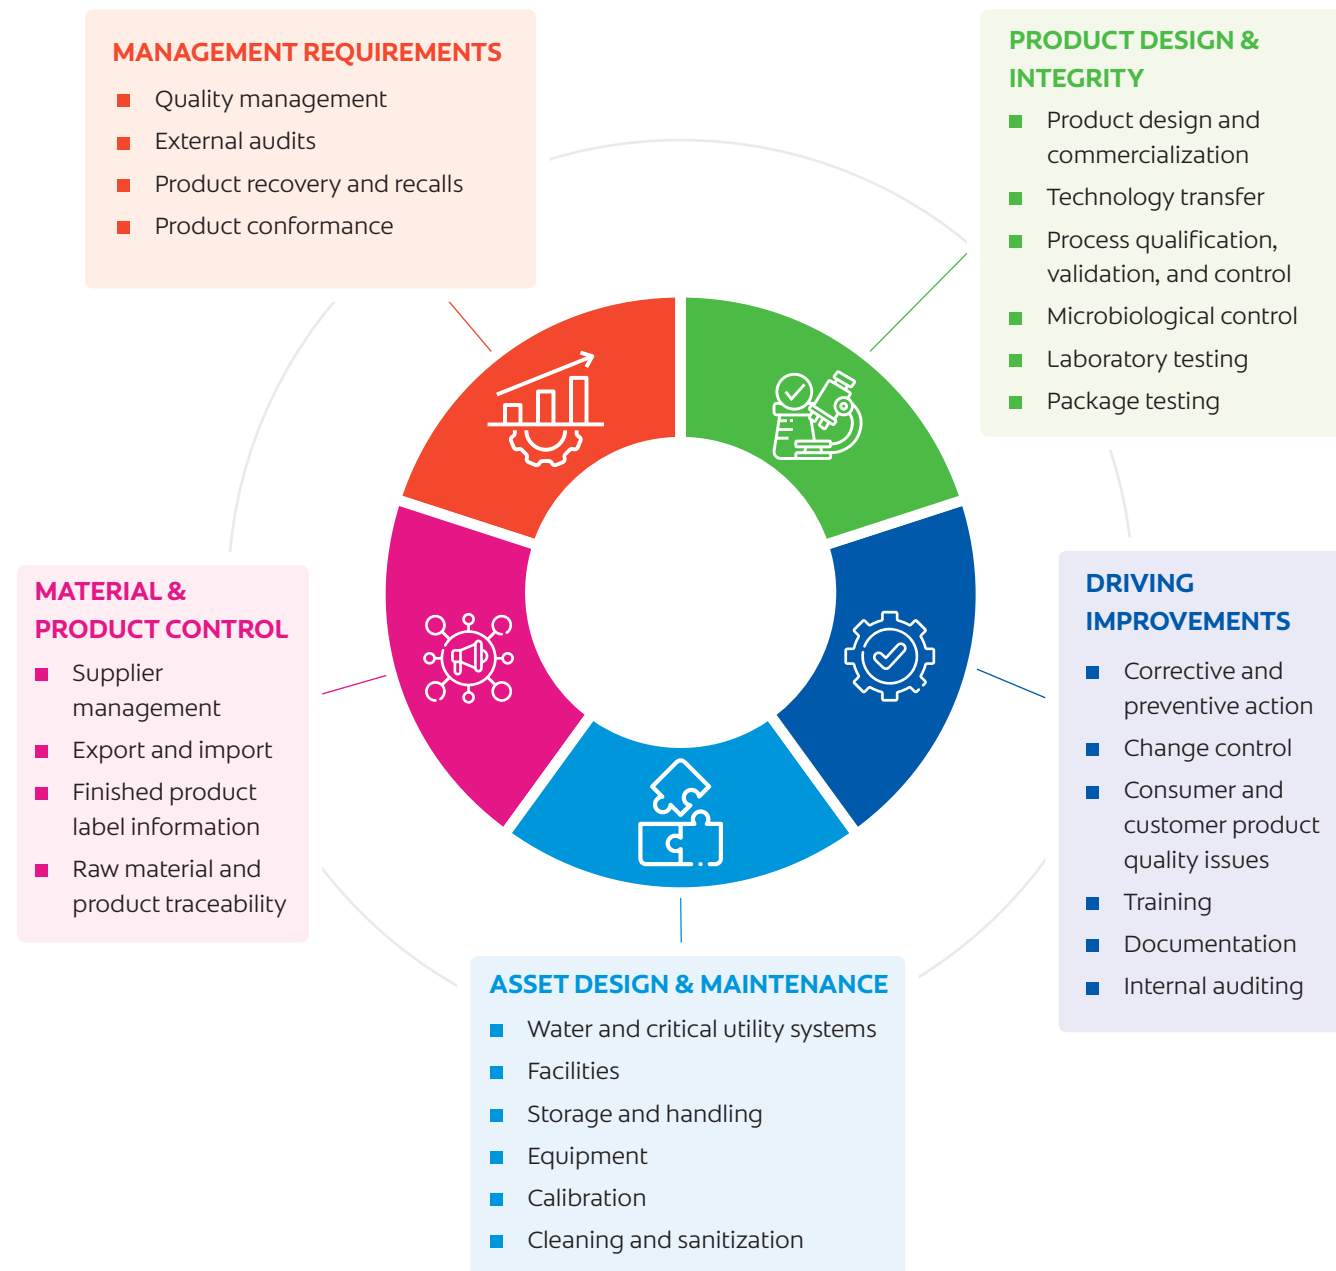 MANAGEMENT REQUIREMENTS
Quality management
External audits
Product recovery and recalls
Product conformance
PRODUCT DESIGN &
INTEGRITY
Product design and
commercialization
Technology transfer
Process qualification,
validation, and control
Microbiological control
Laboratory testing
Package testing
MATERIAL &
PRODUCT CONTROL
Supplier
management
Export and import
Finished product
label information
Raw material and
product traceability
DRIVING
IMPROVEMENTS
Corrective and
preventive action
Change control
Consumer and
customer product
quality issues
Training
Documentation
Internal auditing
ASSET DESIGN & MAINTENANCE
Water and critical utility systems
Facilities
Storage and handling
Equipment
Calibration
Cleaning and sanitization